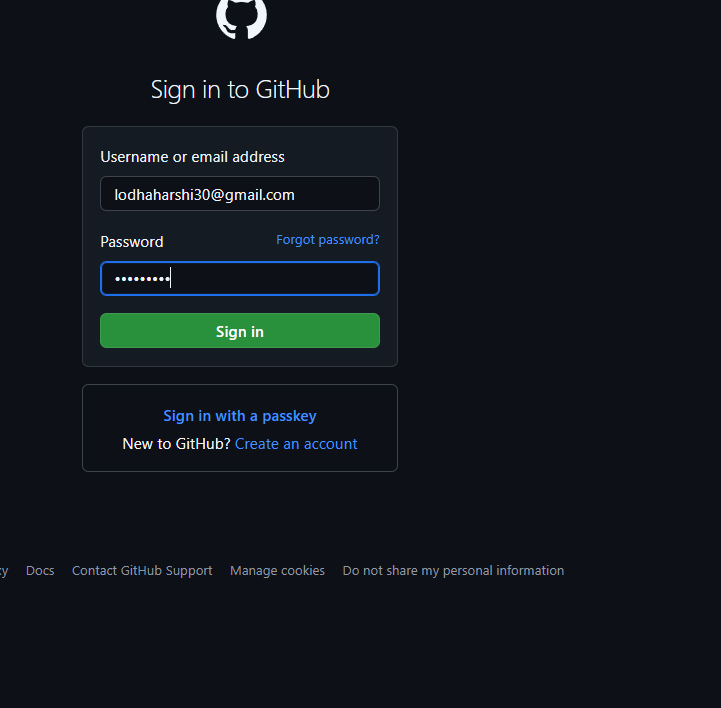 Sign in to GitHub
Username or email address
lodhaharshi30@gmail.com
Password Forgot password?
•••••••••
Sign in
Sign in with a passkey
New to GitHub? Create an account
Docs Contact GitHub Support Manage cookies Do not share my personal information